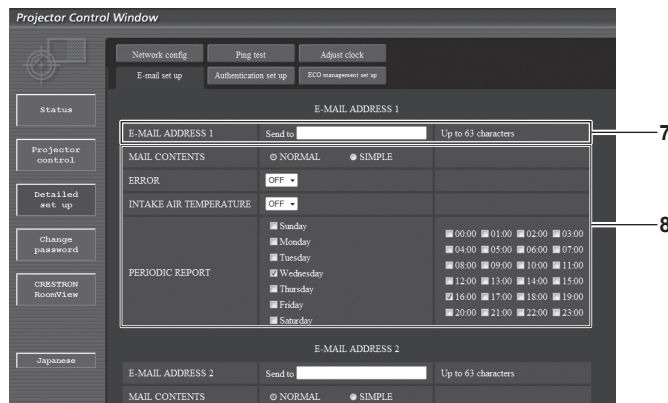 Projector Control Window
Network config Ping test Adjust clock
E-mail set up Authentication set up ECO management set up
Status
Projector control
Detailed set up
Change password
CRESTRON RoomView
Japanese
E-MAIL ADDRESS 1
E-MAIL ADDRESS 1 Send to Up to 63 characters
7
MAIL CONTENTS NORMAL SIMPLE
ERROR OFF
INTAKE AIR TEMPERATURE OFF
8
PERIODIC REPORT
Sunday
Monday
Tuesday
Wednesday
Thursday
Friday
Saturday
00:00 01:00 02:00 03:00
04:00 05:00 06:00 07:00
08:00 09:00 10:00 11:00
12:00 13:00 14:00 15:00
16:00 17:00 18:00 19:00
20:00 21:00 22:00 23:00
E-MAIL ADDRESS 2
E-MAIL ADDRESS 2 Send to Up to 63 characters
MAIL CONTENTS NORMAL SIMPLE